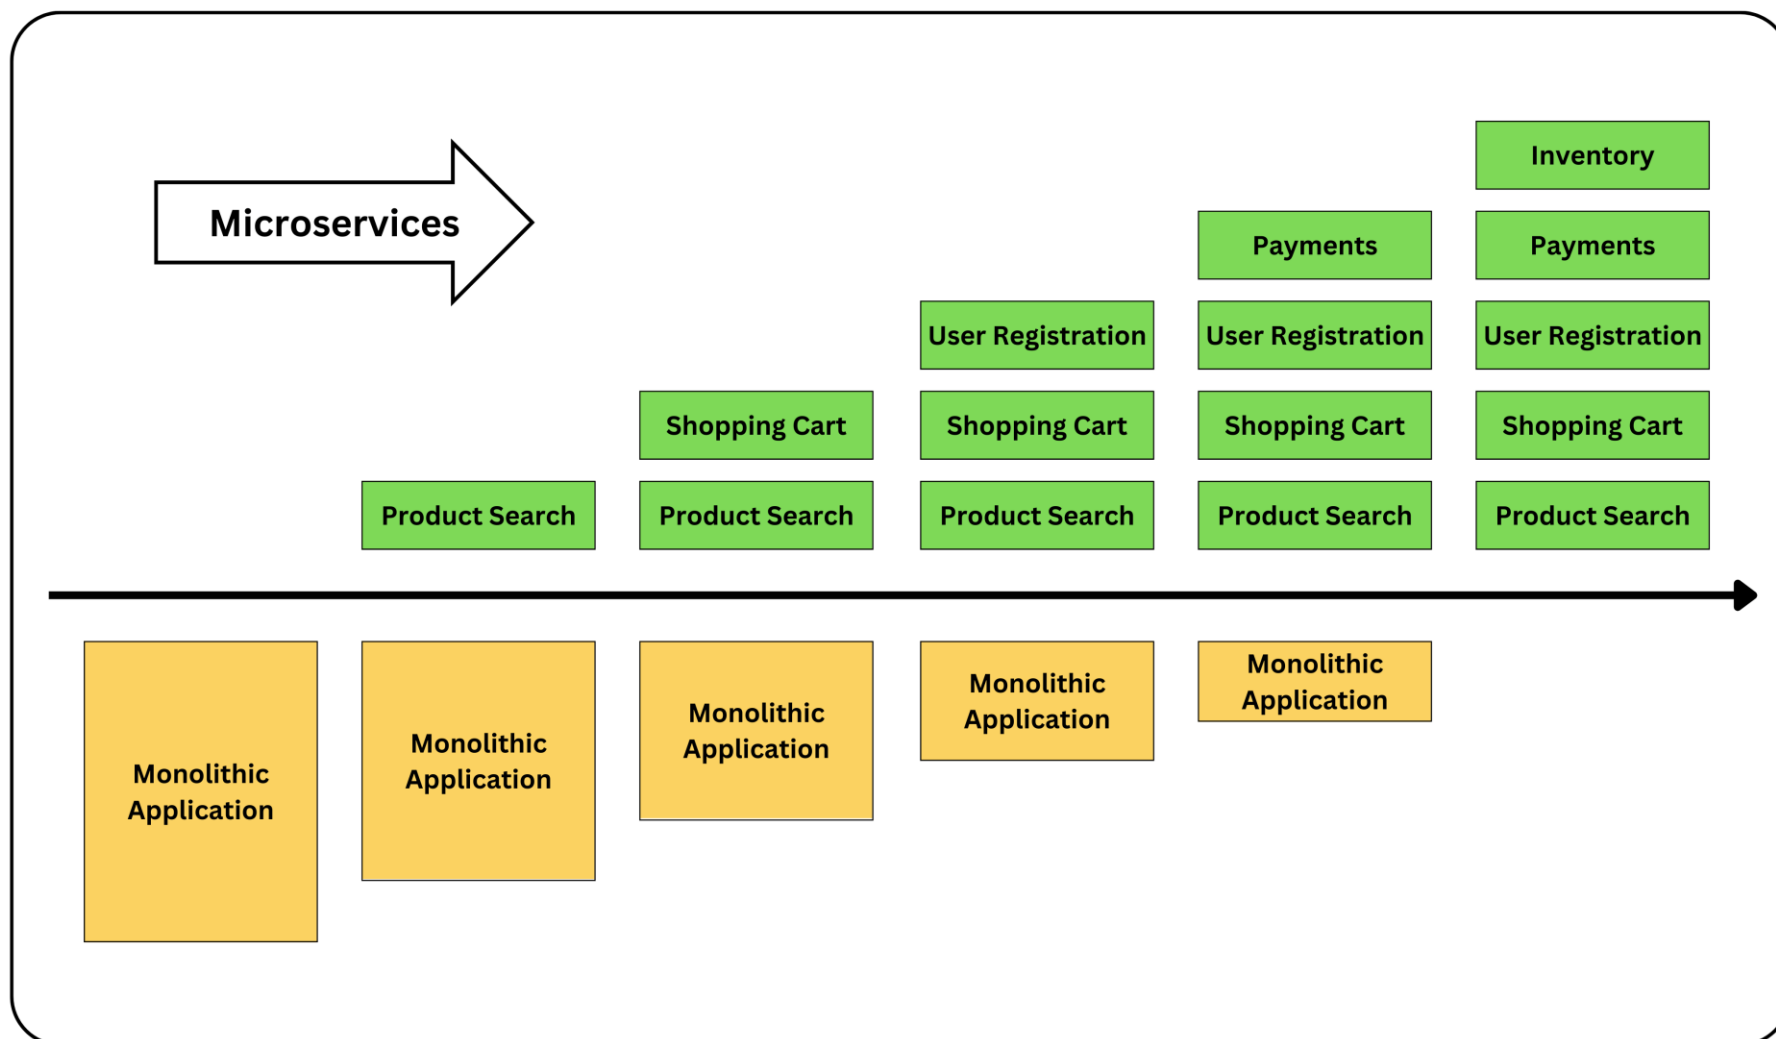 Microservices
Inventory
Payments
Payments
User Registration
User Registration
User Registration
Shopping Cart
Shopping Cart
Shopping Cart
Shopping Cart
Product Search
Product Search
Product Search
Product Search
Product Search
Monolithic
Application
Monolithic
Application
Monolithic
Application
Monolithic
Application
Monolithic
Application